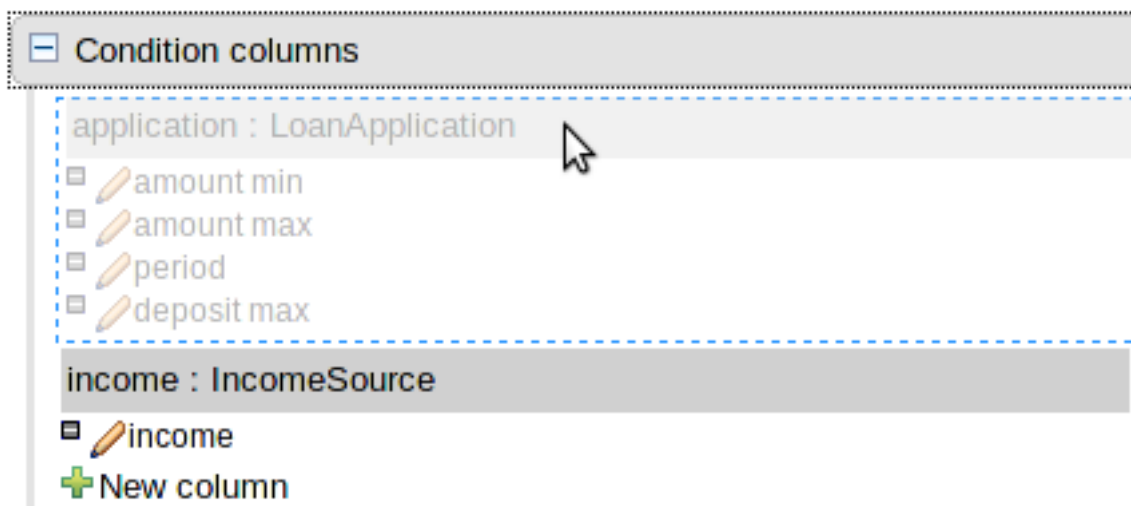 Condition columns
application : LoanApplication
amount min
amount max
period
deposit max
income : IncomeSource
income
New column